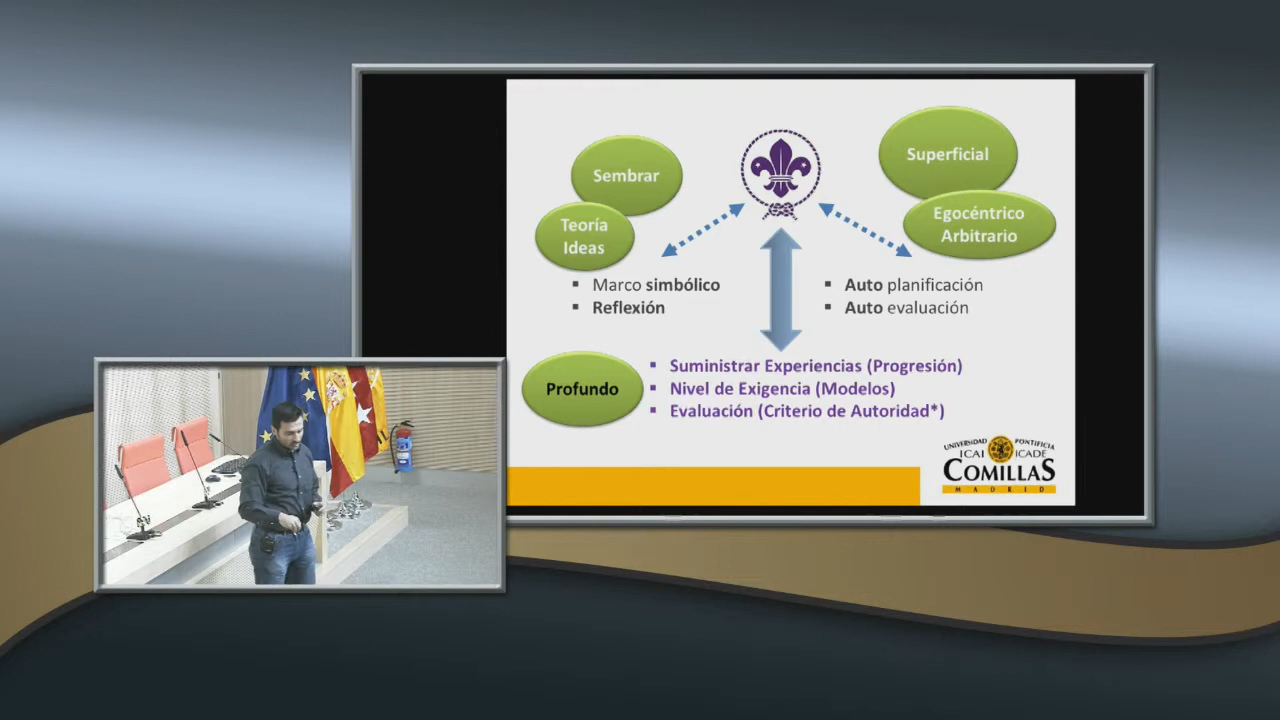 Sembrar
Superficial
Teoría
Ideas
Egocéntrico
Arbitrario
▪ Marco simbólico
▪ Reflexión
▪ Auto planificación
▪ Auto evaluación
Profundo
▪ Suministrar Experiencias (Progresión)
▪ Nivel de Exigencia (Modelos)
▪ Evaluación (Criterio de Autoridad*)
UNIVERSIDAD PONTIFICIA
ICAI ICADE
COMILLAS
MADRID